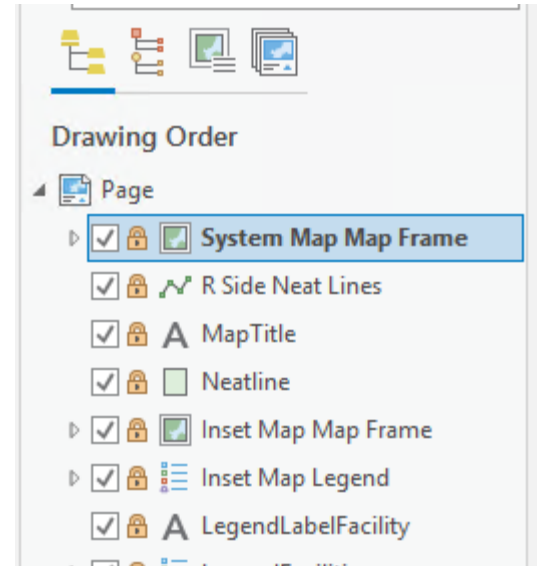 Drawing Order
Page
System Map Map Frame
R Side Neat Lines
MapTitle
Neatline
Inset Map Map Frame
Inset Map Legend
LegendLabelFacility